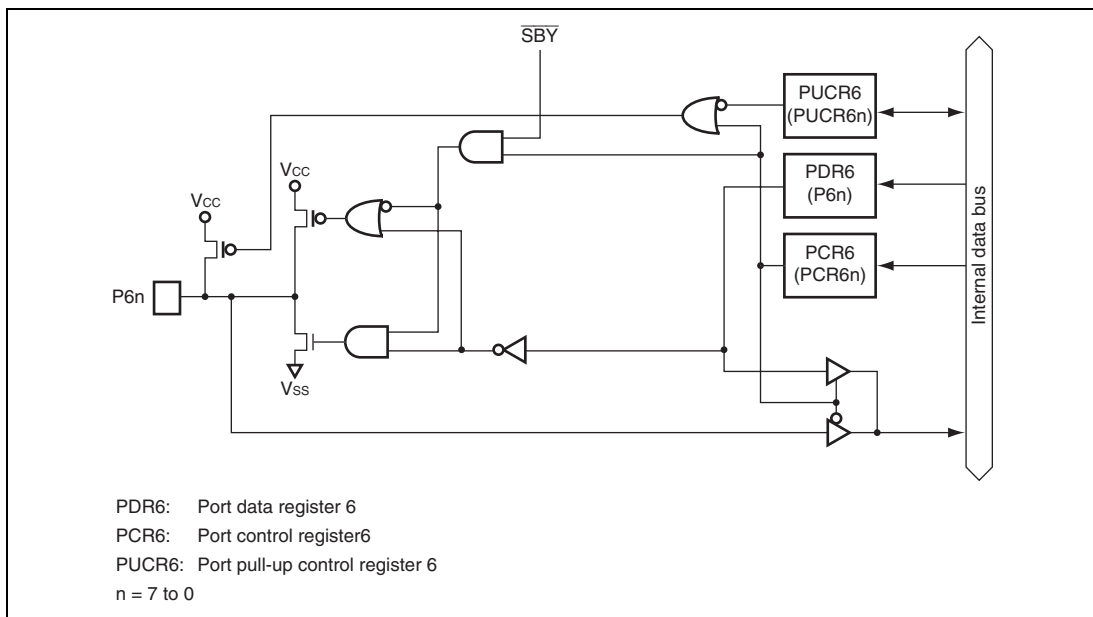 SBY
PUCR6
(PUCR6n)
PDR6
(P6n)
PCR6
(PCR6n)
Internal data bus
VCC
VCC
P6n
VSS
PDR6: Port data register 6
PCR6: Port control register6
PUCR6: Port pull-up control register 6
n = 7 to 0